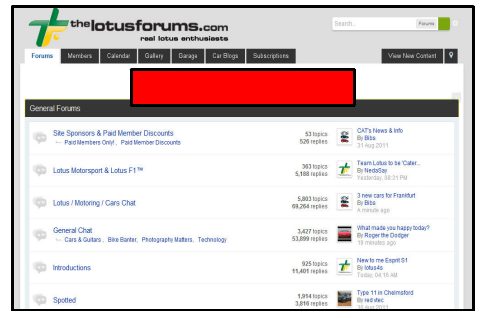 thelotusforums.com
real lotus enthusiasts
Search...
Forums
Forums Members Calendar Gallery Garage Car Blogs Subscriptions View New Content
General Forums
Site Sponsors & Paid Member Discounts
Paid Members Only!, Paid Member Discounts
53 topics
526 replies
CAT's News & Info
By Bibs
31 Aug 2011
Lotus Motorsport & Lotus F1™
363 topics
5,188 replies
Team Lotus to be 'Cater...
By NedaSay
Yesterday, 08:21 PM
Lotus / Motoring / Cars Chat
5,803 topics
69,264 replies
3 new cars for Frankfurt
By Bibs
A minute ago
General Chat
Cars & Guitars, Bike Banter, Photography Matters, Technology
3,427 topics
53,899 replies
What made you happy today?
By Roger the Dodger
18 minutes ago
Introductions
925 topics
11,401 replies
New to me Esprit S1
By lotus4s
Today, 04:16 AM
Spotted
1,914 topics
3,816 replies
Type 11 in Chelmsford
By red vtec